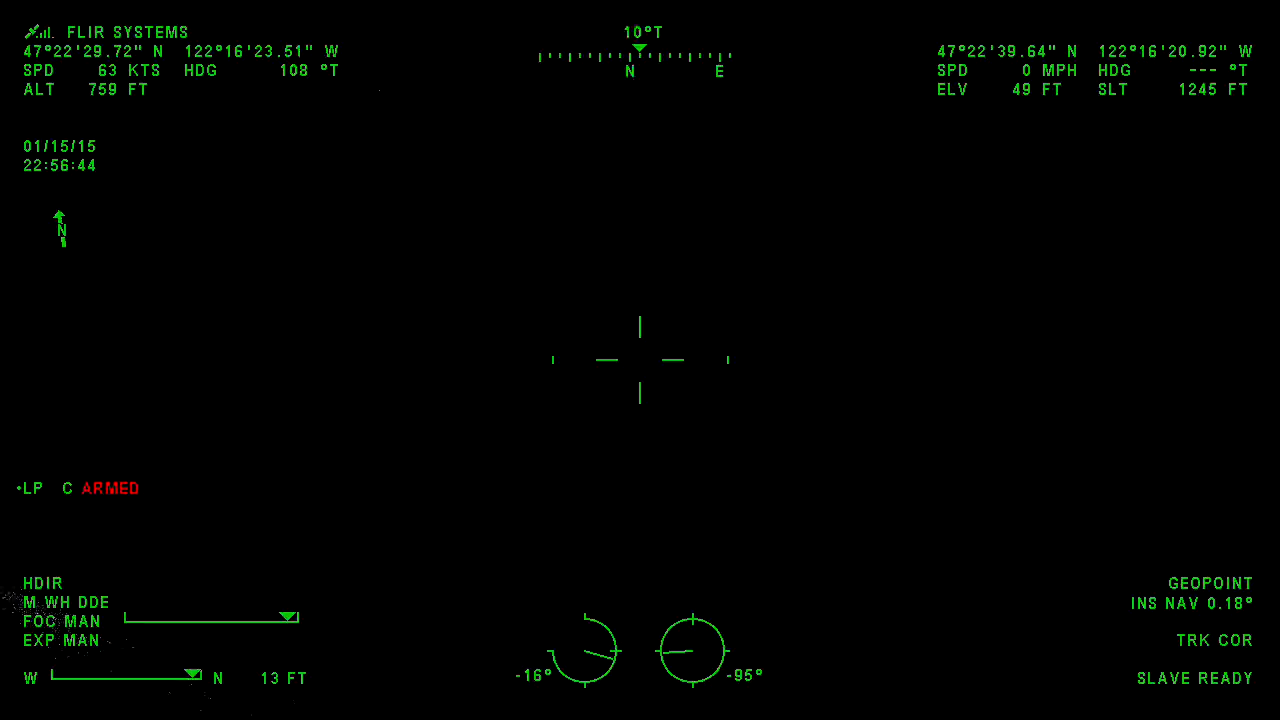 FLIR SYSTEMS
47°22'29.72" N 122°16'23.51" W
SPD 63 KTS HDG 108 °T
ALT 759 FT
10°T
N E
47°22'39.64" N 122°16'20.92" W
SPD 0 MPH HDG --- °T
ELV 49 FT SLT 1245 FT
01/15/15
22:56:44
N
LP C ARMED
HDIR
M WH DDE
FOC MAN
EXP MAN
W N 13 FT
-16° -95°
GEOPOINT
INS NAV 0.18°
TRK COR
SLAVE READY